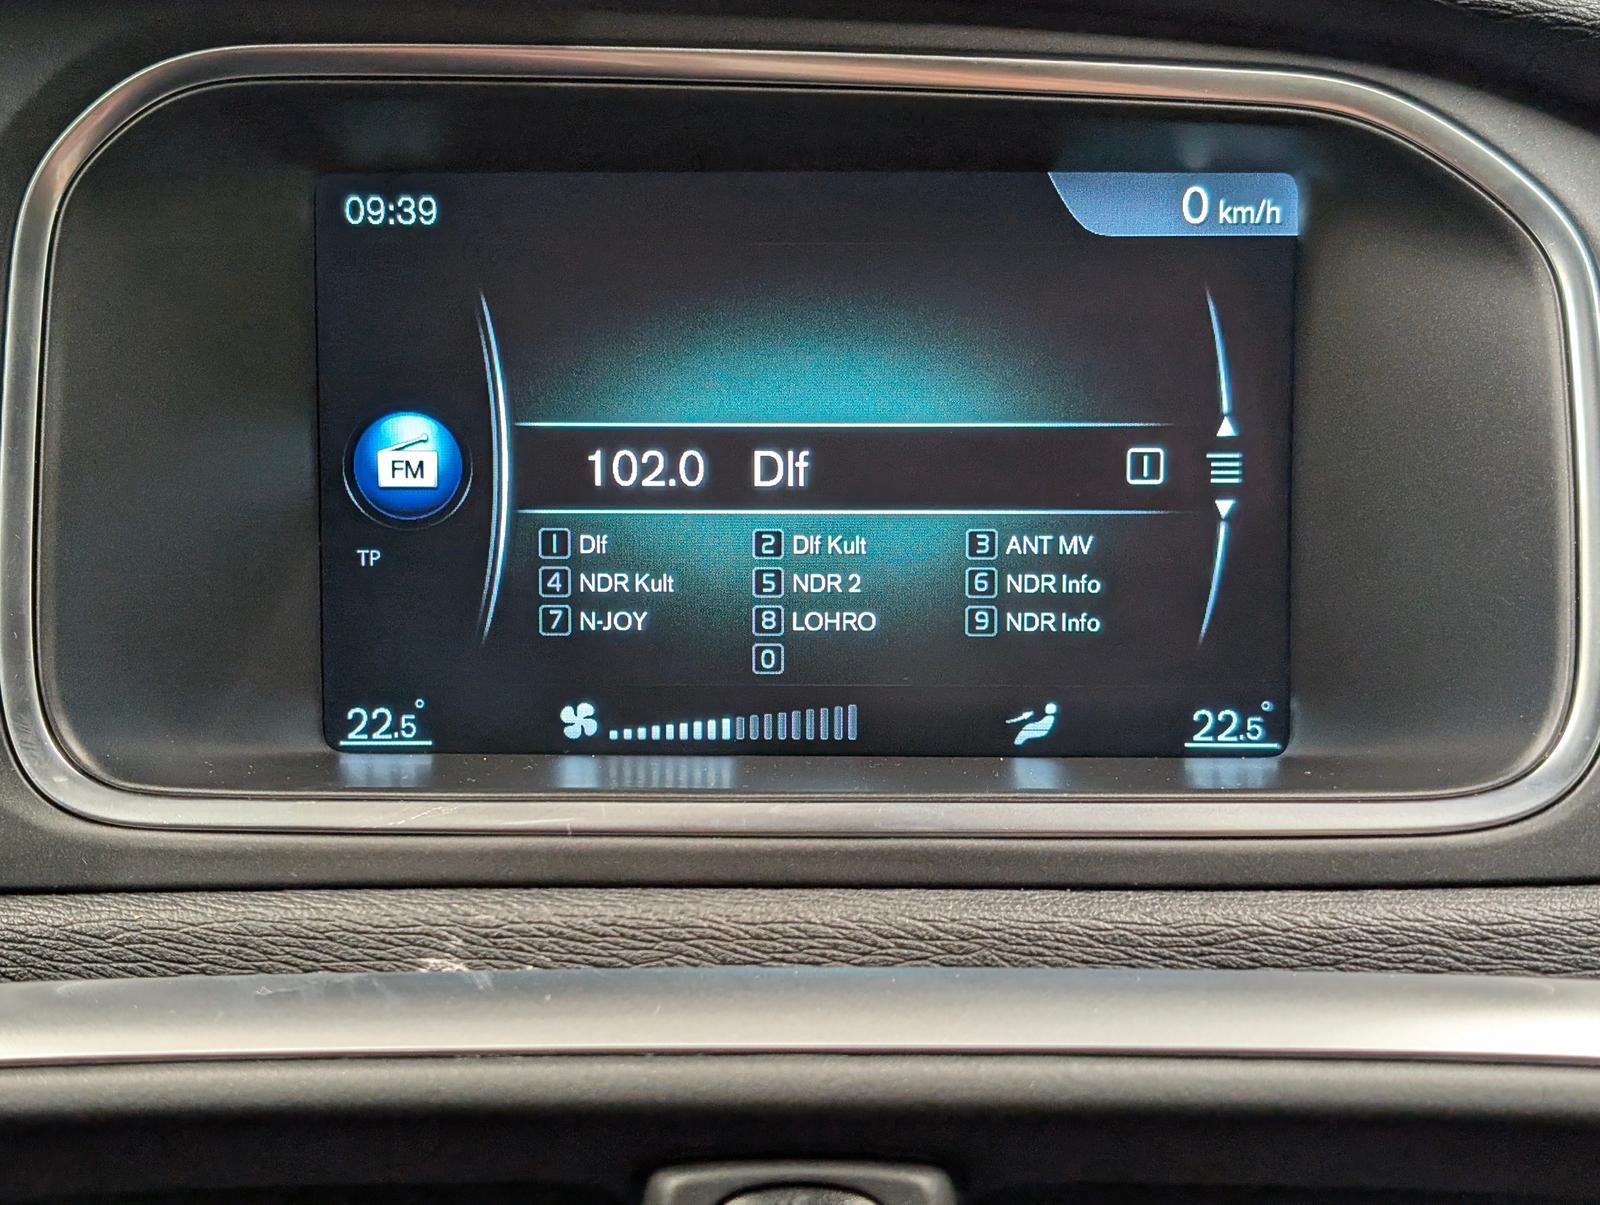 09:39
0 km/h
FM
TP
102.0 Dlf 1
1 Dlf 2 Dlf Kult 3 ANT MV
4 NDR Kult 5 NDR 2 6 NDR Info
7 N-JOY 8 LOHRO 9 NDR Info
0
22.5° 22.5°